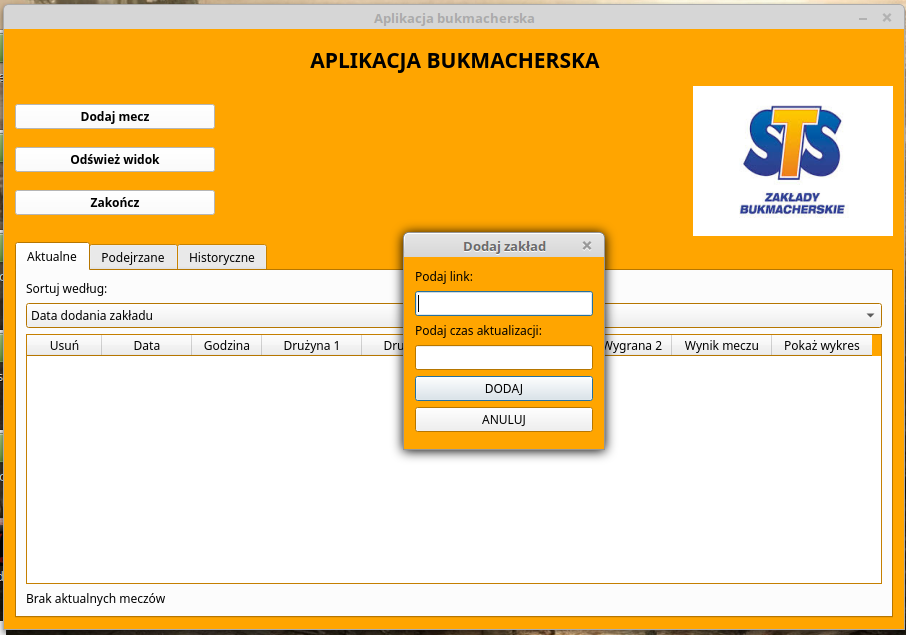 Aplikacja bukmacherska
APLIKACJA BUKMACHERSKA
Dodaj mecz
Odśwież widok
Zakończ
STS
ZAKŁADY
BUKMACHERSKIE
Aktualne Podejrzane Historyczne
Sortuj według:
Data dodania zakładu
Usuń Data Godzina Drużyna 1 Wygrana 2 Wynik meczu Pokaż wykres
Dodaj zakład
Podaj link:
Podaj czas aktualizacji:
DODAJ
ANULUJ
Brak aktualnych meczów